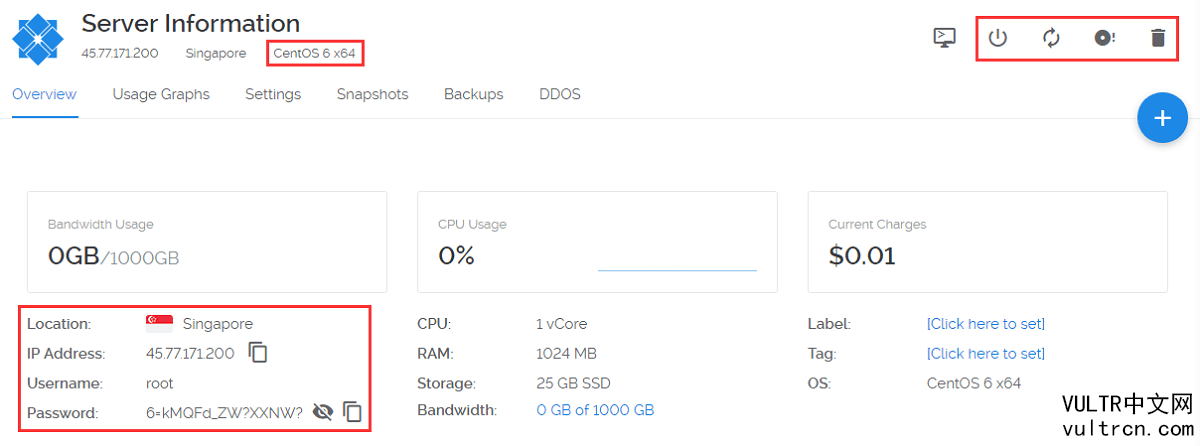 Server Information
45.77.171.200 Singapore CentOS 6 x64
Overview Usage Graphs Settings Snapshots Backups DDOS
Bandwidth Usage CPU Usage Current Charges
0GB/1000GB 0% $0.01
Location: Singapore CPU: 1 vCore Label: [Click here to set]
IP Address: 45.77.171.200 RAM: 1024 MB Tag: [Click here to set]
Username: root Storage: 25 GB SSD OS: CentOS 6 x64
Password: 6=kMQFd_ZW?XXNW? Bandwidth: 0 GB of 1000 GB
VULTR中文网
vultrcn.com